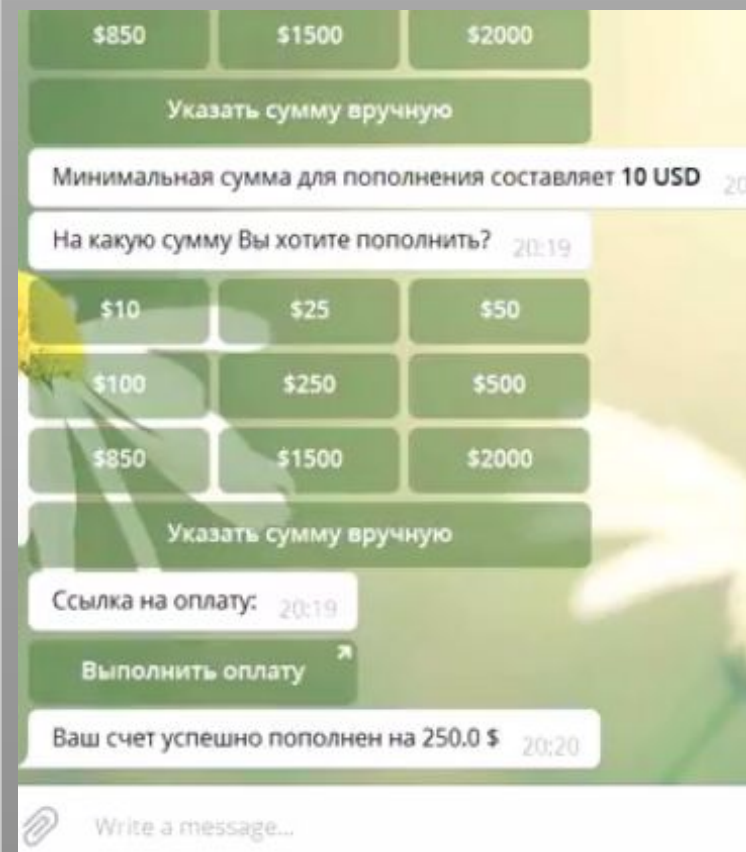 $850 $1500 $2000
Указать сумму вручную
Минимальная сумма для пополнения составляет 10 USD 20
На какую сумму Вы хотите пополнить? 20:19
$10 $25 $50
$100 $250 $500
$850 $1500 $2000
Указать сумму вручную
Ссылка на оплату: 20:19
Выполнить оплату
Ваш счет успешно пополнен на 250.0 $ 20:20
Write a message...